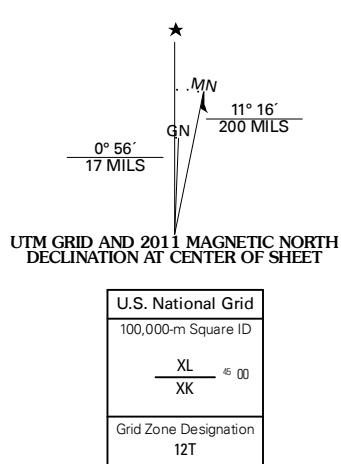 ★
MN
11° 16´
200 MILS
GN
0° 56´
17 MILS
UTM GRID AND 2011 MAGNETIC NORTH
DECLINATION AT CENTER OF SHEET
U.S. National Grid
100,000-m Square ID
XL
45 00
XK
Grid Zone Designation
12T